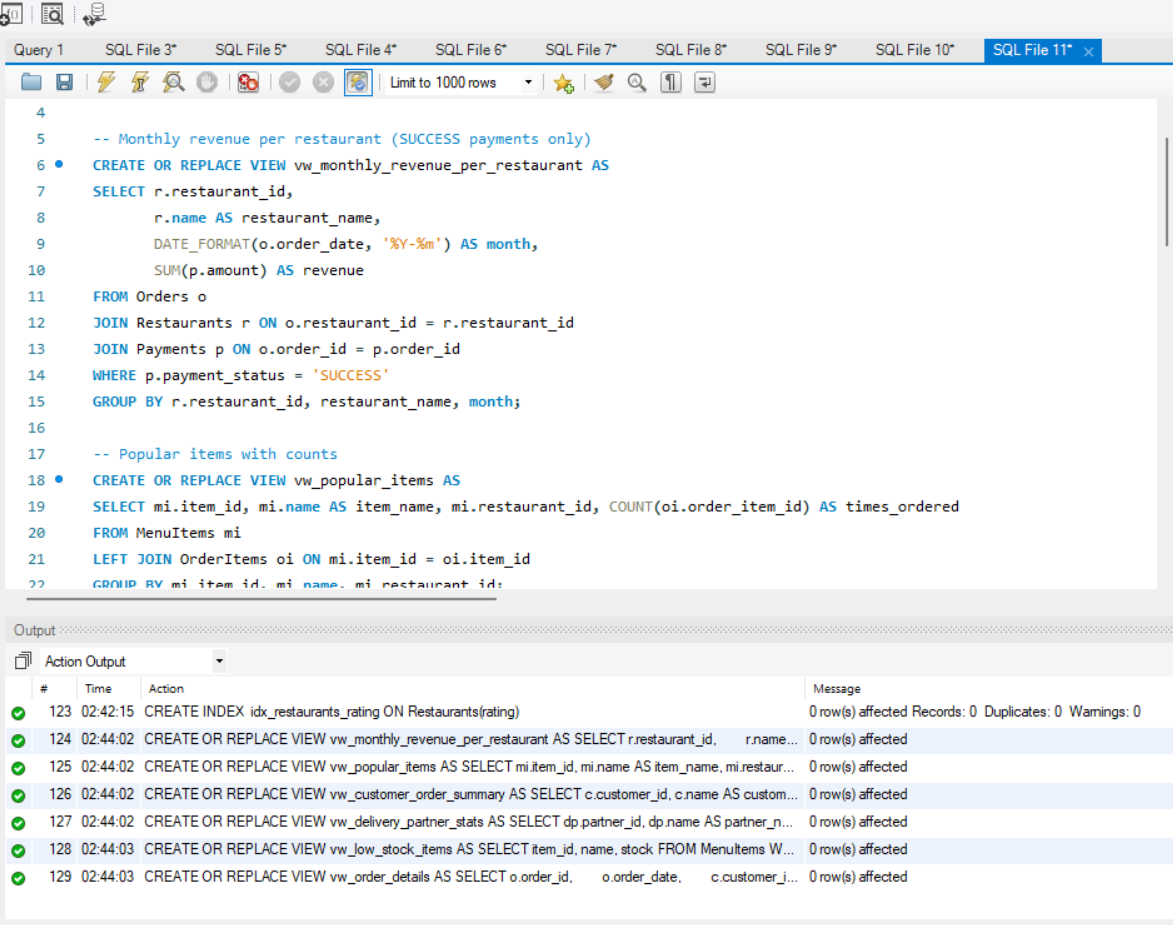 Query 1 SQL File 3* SQL File 5* SQL File 4* SQL File 6* SQL File 7* SQL File 8* SQL File 9* SQL File 10* SQL File 11*
Limit to 1000 rows
4
5 -- Monthly revenue per restaurant (SUCCESS payments only)
6 CREATE OR REPLACE VIEW vw_monthly_revenue_per_restaurant AS
7 SELECT r.restaurant_id,
8 r.name AS restaurant_name,
9 DATE_FORMAT(o.order_date, '%Y-%m') AS month,
10 SUM(p.amount) AS revenue
11 FROM Orders o
12 JOIN Restaurants r ON o.restaurant_id = r.restaurant_id
13 JOIN Payments p ON o.order_id = p.order_id
14 WHERE p.payment_status = 'SUCCESS'
15 GROUP BY r.restaurant_id, restaurant_name, month;
16
17 -- Popular items with counts
18 CREATE OR REPLACE VIEW vw_popular_items AS
19 SELECT mi.item_id, mi.name AS item_name, mi.restaurant_id, COUNT(oi.order_item_id) AS times_ordered
20 FROM MenuItems mi
21 LEFT JOIN OrderItems oi ON mi.item_id = oi.item_id
22 GROUP BY mi.item_id, mi.name, mi.restaurant_id;
Output
Action Output
# Time Action Message
123 02:42:15 CREATE INDEX idx_restaurants_rating ON Restaurants(rating) 0 row(s) affected Records: 0 Duplicates: 0 Warnings: 0
124 02:44:02 CREATE OR REPLACE VIEW vw_monthly_revenue_per_restaurant AS SELECT r.restaurant_id, r.name... 0 row(s) affected
125 02:44:02 CREATE OR REPLACE VIEW vw_popular_items AS SELECT mi.item_id, mi.name AS item_name, mi.restaur... 0 row(s) affected
126 02:44:02 CREATE OR REPLACE VIEW vw_customer_order_summary AS SELECT c.customer_id, c.name AS custom... 0 row(s) affected
127 02:44:02 CREATE OR REPLACE VIEW vw_delivery_partner_stats AS SELECT dp.partner_id, dp.name AS partner_n... 0 row(s) affected
128 02:44:03 CREATE OR REPLACE VIEW vw_low_stock_items AS SELECT item_id, name, stock FROM MenuItems W... 0 row(s) affected
129 02:44:03 CREATE OR REPLACE VIEW vw_order_details AS SELECT o.order_id, o.order_date, c.customer_i... 0 row(s) affected